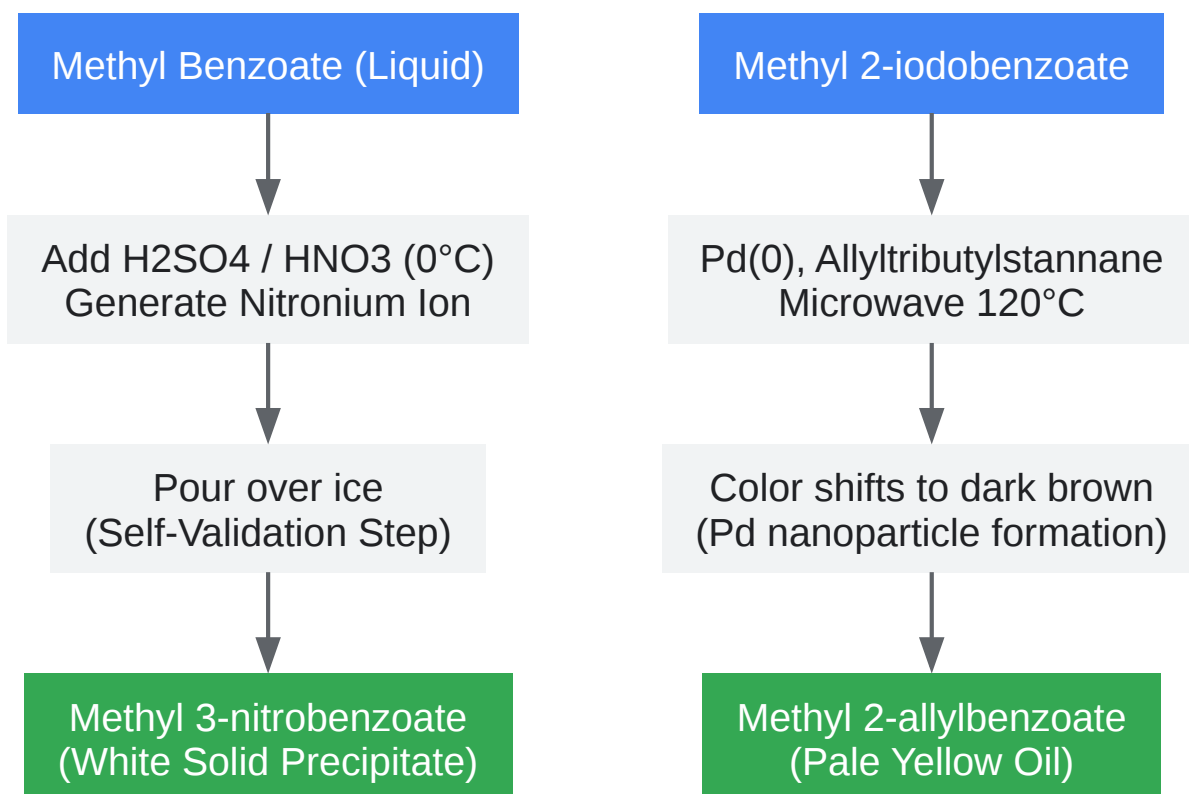 Methyl Benzoate (Liquid)
Add H2SO4 / HNO3 (0°C)
Generate Nitronium Ion
Pour over ice
(Self-Validation Step)
Methyl 3-nitrobenzoate
(White Solid Precipitate)
Methyl 2-iodobenzoate
Pd(0), Allyltributylstannane
Microwave 120°C
Color shifts to dark brown
(Pd nanoparticle formation)
Methyl 2-allylbenzoate
(Pale Yellow Oil)